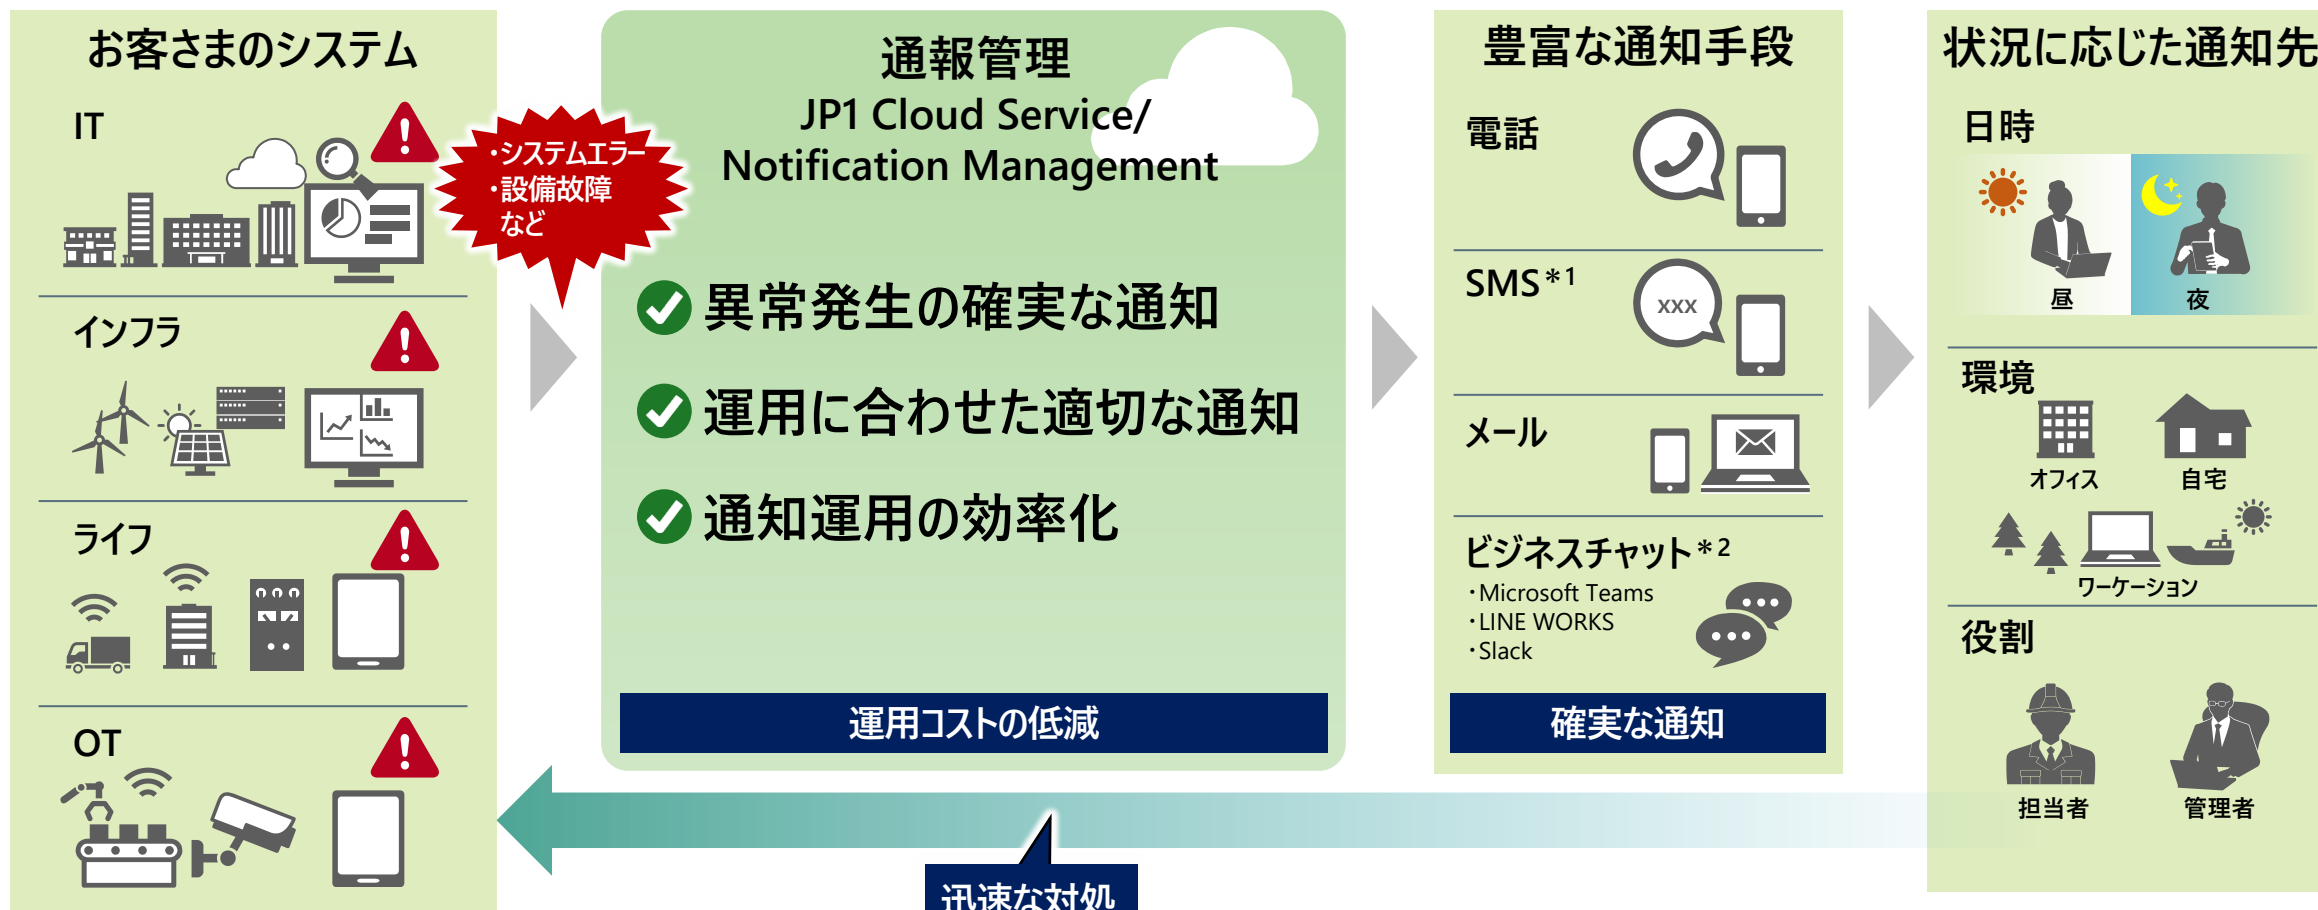 お客さまのシステム
IT
インフラ
ライフ
OT
・システムエラー
・設備故障
など
通報管理
JP1 Cloud Service/
Notification Management
異常発生の確実な通知
運用に合わせた適切な通知
通知運用の効率化
運用コストの低減
豊富な通知手段
電話
SMS*1
xxx
メール
ビジネスチャット*2
・Microsoft Teams
・LINE WORKS
・Slack
確実な通知
状況に応じた通知先
日時
昼
夜
環境
オフィス
自宅
ワーケーション
役割
担当者
管理者
迅速な対処